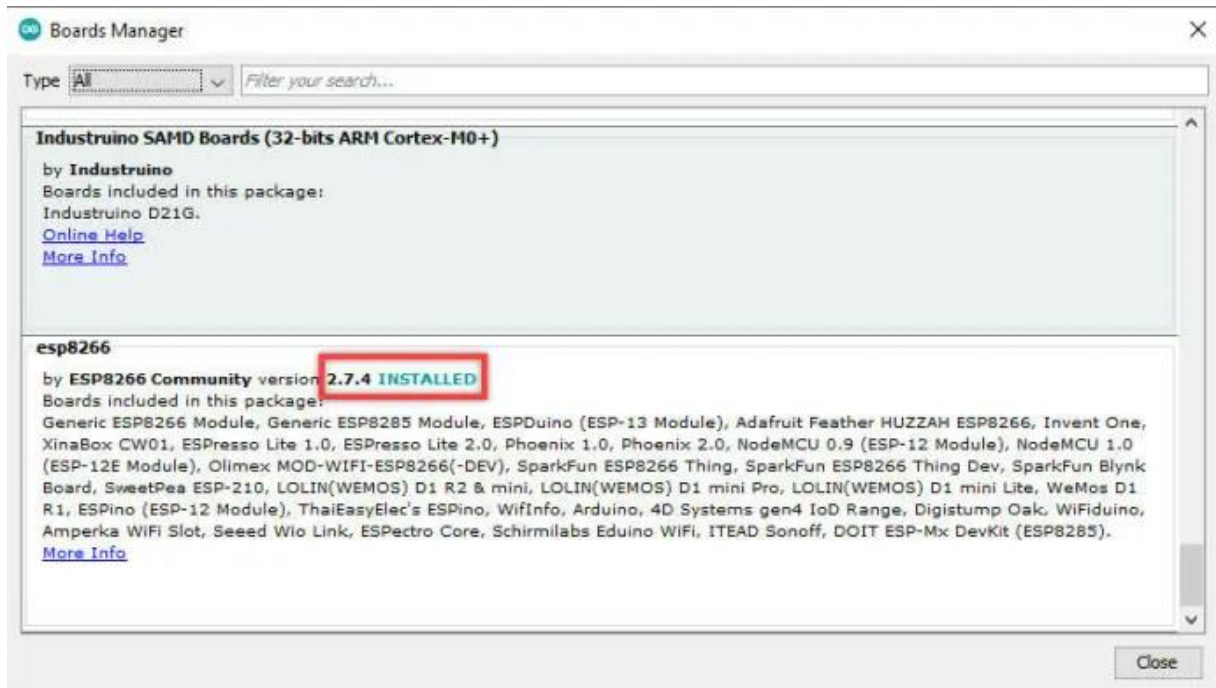 Boards Manager
Type All Filter your search...
Industruino SAMD Boards (32-bits ARM Cortex-M0+)
by Industruino
Boards included in this package:
Industruino D21G.
Online Help
More Info
esp8266
by ESP8266 Community version 2.7.4 INSTALLED
Boards included in this package:
Generic ESP8266 Module, Generic ESP8285 Module, ESPDuino (ESP-13 Module), Adafruit Feather HUZZAH ESP8266, Invent One,
XinaBox CW01, ESPresso Lite 1.0, ESPresso Lite 2.0, Phoenix 1.0, Phoenix 2.0, NodeMCU 0.9 (ESP-12 Module), NodeMCU 1.0
(ESP-12E Module), Olimex MOD-WIFI-ESP8266(-DEV), SparkFun ESP8266 Thing, SparkFun ESP8266 Thing Dev, SparkFun Blynk
Board, SweetPea ESP-210, LOLIN(WEMOS) D1 R2 & mini, LOLIN(WEMOS) D1 mini Pro, LOLIN(WEMOS) D1 mini Lite, WeMos D1
R1, ESPino (ESP-12 Module), ThaiEasyElec's ESPino, WifInfo, Arduino, 4D Systems gen4 IoD Range, Digistump Oak, WiFiduino,
Amperka WiFi Slot, Seeed Wio Link, ESPectro Core, Schirmilabs Eduino WiFi, ITEAD Sonoff, DOIT ESP-Mx DevKit (ESP8285).
More Info
Close